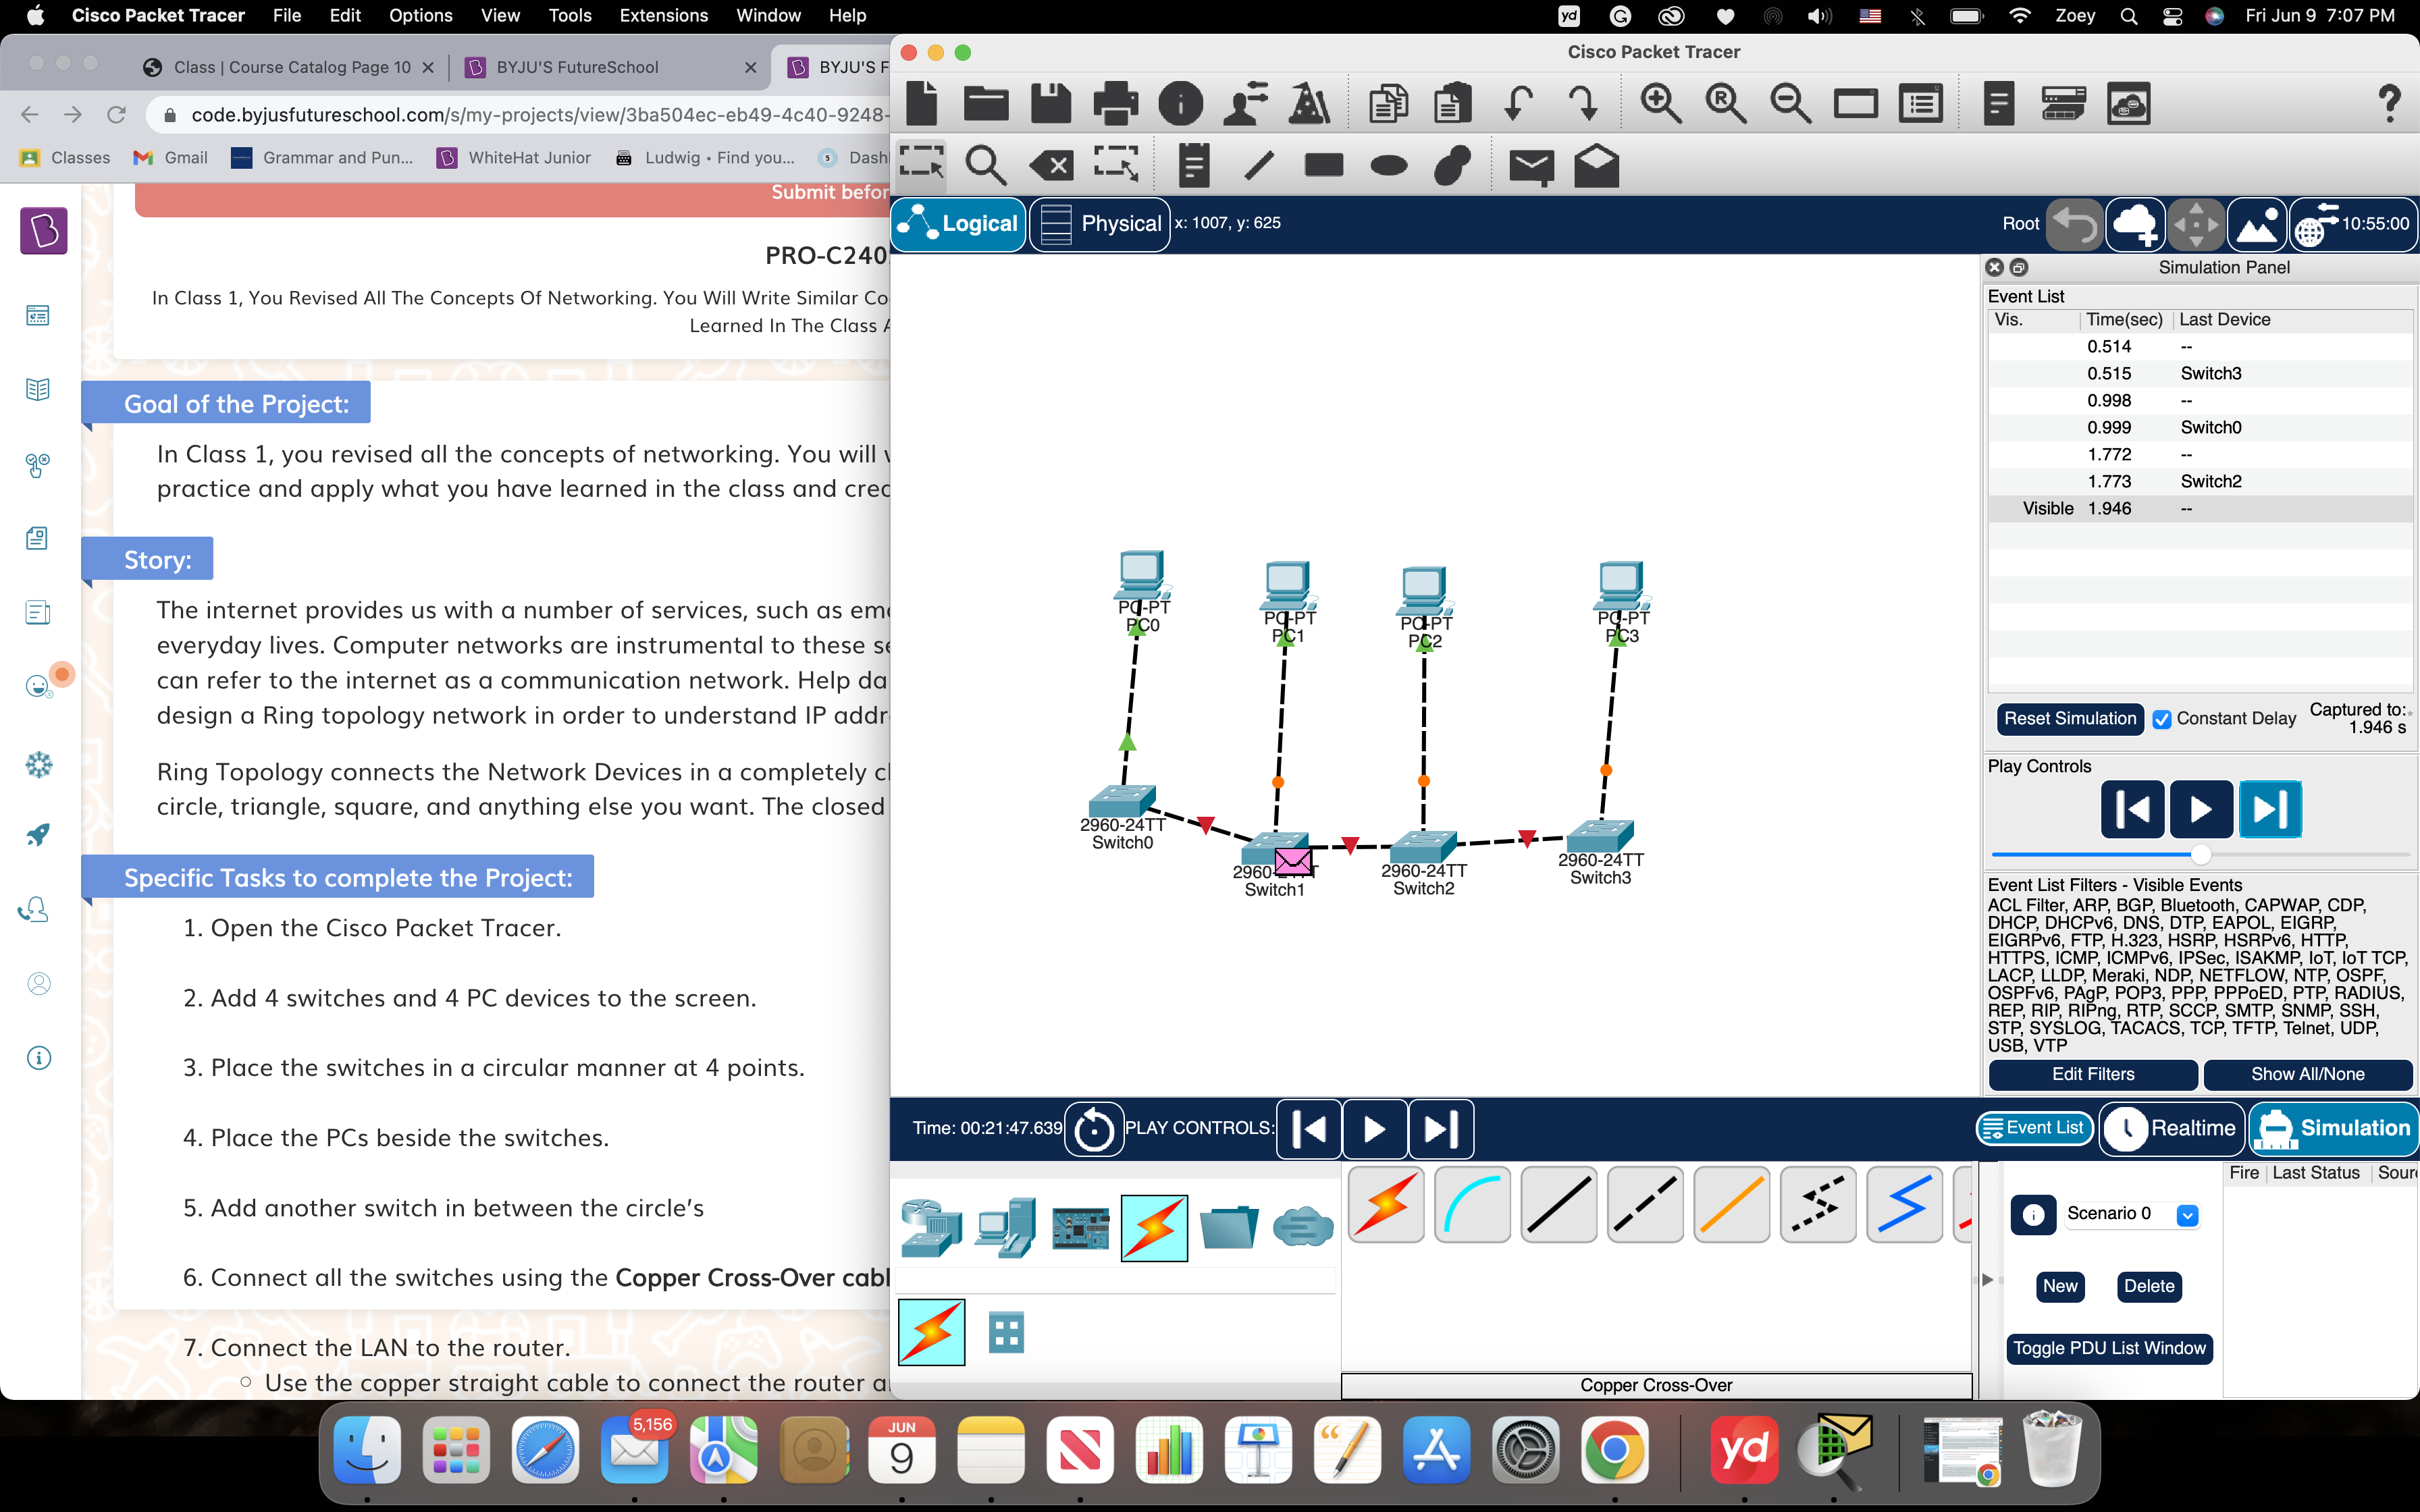 Cisco Packet Tracer File Edit Options View Tools Extensions Window Help
yd Zoey Fri Jun 9 7:07 PM
Class | Course Catalog Page 10
BYJU'S FutureSchool
BYJU'S F
code.byjusfutureschool.com/s/my-projects/view/3ba504ec-eb49-4c40-9248-
Classes Gmail Grammar and Pun... WhiteHat Junior Ludwig • Find you... Dash
Submit befor
PRO-C240
In Class 1, You Revised All The Concepts Of Networking. You Will Write Similar Co
Learned In The Class A
Goal of the Project:
In Class 1, you revised all the concepts of networking. You will
practice and apply what you have learned in the class and crea
Story:
The internet provides us with a number of services, such as ema
everyday lives. Computer networks are instrumental to these se
can refer to the internet as a communication network. Help da
design a Ring topology network in order to understand IP addr
Ring Topology connects the Network Devices in a completely cl
circle, triangle, square, and anything else you want. The closed
Specific Tasks to complete the Project:
1. Open the Cisco Packet Tracer.
2. Add 4 switches and 4 PC devices to the screen.
3. Place the switches in a circular manner at 4 points.
4. Place the PCs beside the switches.
5. Add another switch in between the circle's
6. Connect all the switches using the Copper Cross-Over cabl
7. Connect the LAN to the router.
Use the copper straight cable to connect the router a
Cisco Packet Tracer
Logical Physical x: 1007, y: 625
Root 10:55:00
PC-PT
PC0
PC-PT
PC1
PC-PT
PC2
PC-PT
PC3
2960-24TT
Switch0
2960-24TT
Switch1
2960-24TT
Switch2
2960-24TT
Switch3
Simulation Panel
Event List
Vis. Time(sec) Last Device
0.514 --
0.515 Switch3
0.998 --
0.999 Switch0
1.772 --
1.773 Switch2
Visible 1.946 --
Reset Simulation Constant Delay Captured to:*
1.946 s
Play Controls
Event List Filters - Visible Events
ACL Filter, ARP, BGP, Bluetooth, CAPWAP, CDP,
DHCP, DHCPv6, DNS, DTP, EAPOL, EIGRP,
EIGRPv6, FTP, H.323, HSRP, HSRPv6, HTTP,
HTTPS, ICMP, ICMPv6, IPSec, ISAKMP, IoT, IoT TCP,
LACP, LLDP, Meraki, NDP, NETFLOW, NTP, OSPF,
OSPFv6, PAgP, POP3, PPP, PPPoED, PTP, RADIUS,
REP, RIP, RIPng, RTP, SCCP, SMTP, SNMP, SSH,
STP, SYSLOG, TACACS, TCP, TFTP, Telnet, UDP,
USB, VTP
Edit Filters Show All/None
Time: 00:21:47.639 PLAY CONTROLS:
Event List Realtime Simulation
Scenario 0
New Delete
Toggle PDU List Window
Fire Last Status Sour
Copper Cross-Over
5,156
JUN
9
yd